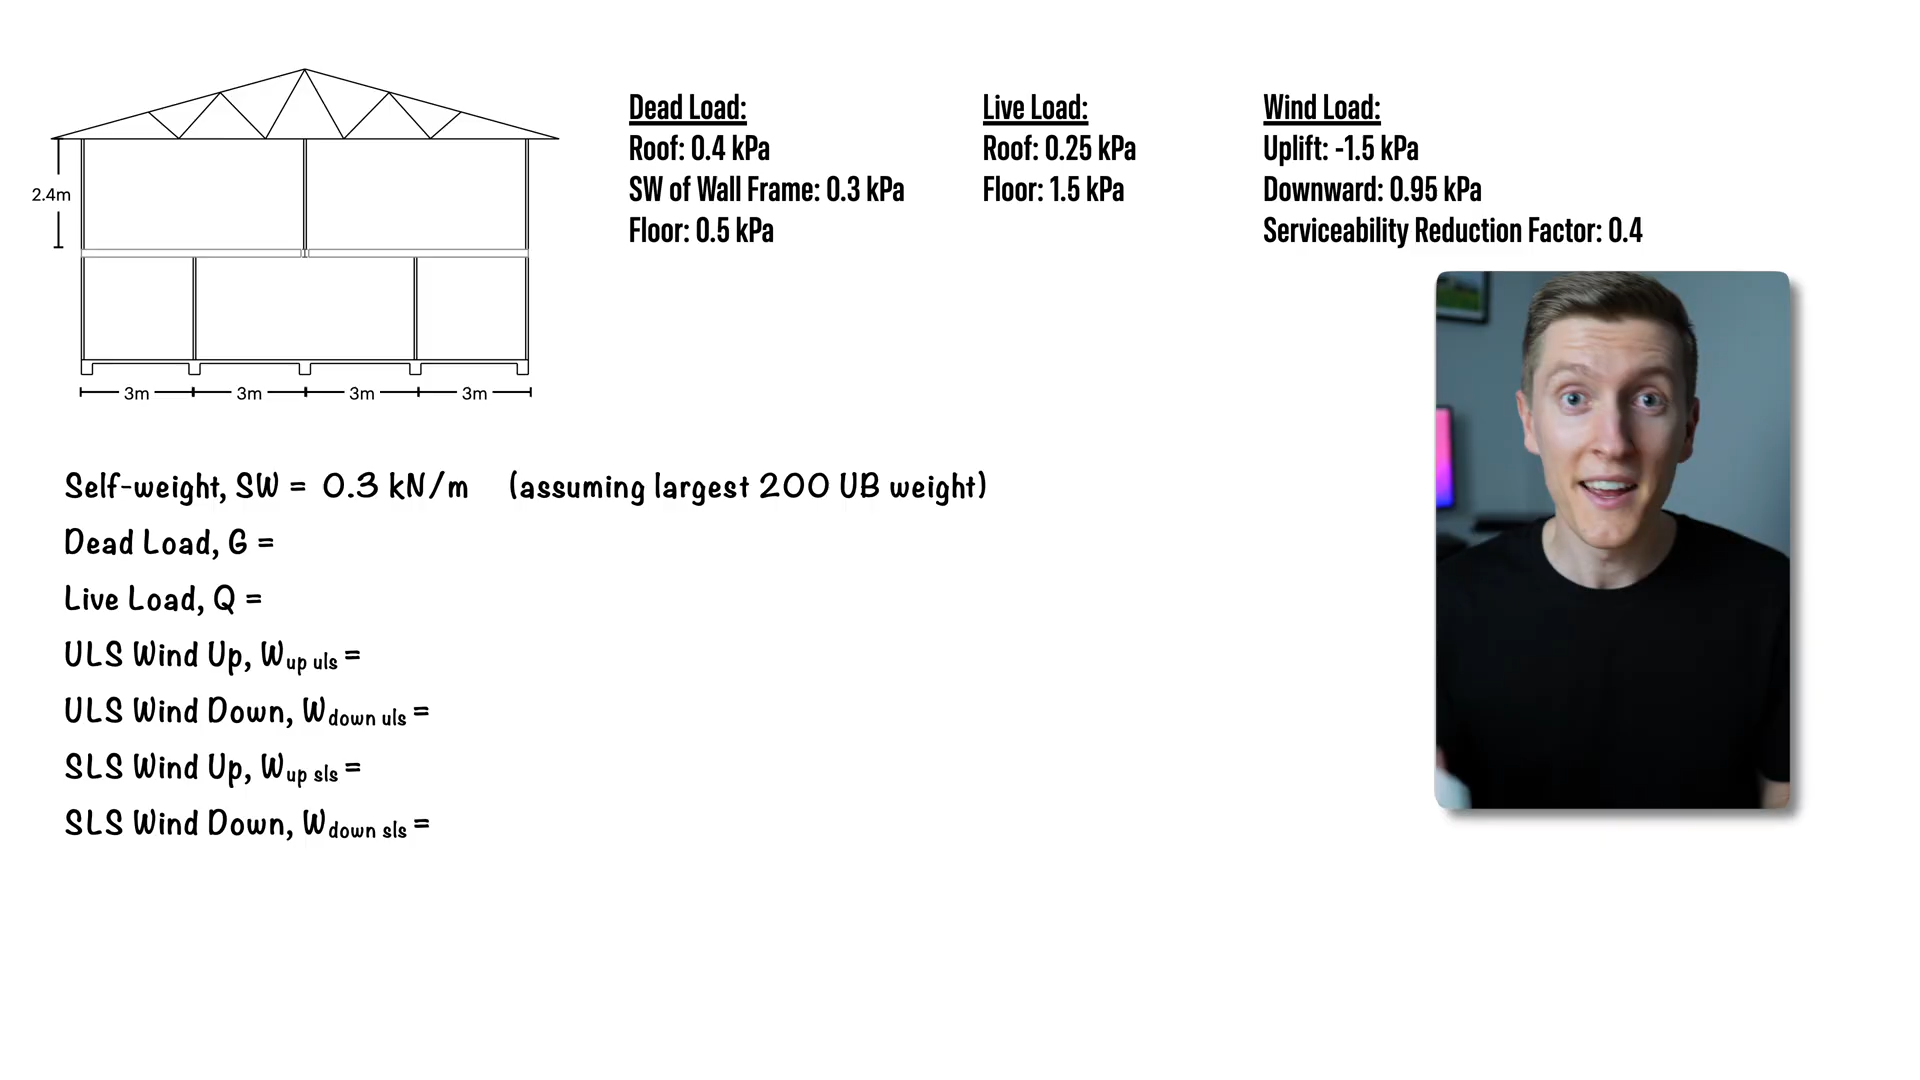 2.4m
3m
3m
3m
3m
Dead Load:
Roof: 0.4 kPa
SW of Wall Frame: 0.3 kPa
Floor: 0.5 kPa
Live Load:
Roof: 0.25 kPa
Floor: 1.5 kPa
Wind Load:
Uplift: -1.5 kPa
Downward: 0.95 kPa
Serviceability Reduction Factor: 0.4
Self-weight, SW = 0.3 kN/m (assuming largest 200 UB weight)
Dead Load, G =
Live Load, Q =
ULS Wind Up, Wup uls =
ULS Wind Down, Wdown uls =
SLS Wind Up, Wup sls =
SLS Wind Down, Wdown sls =